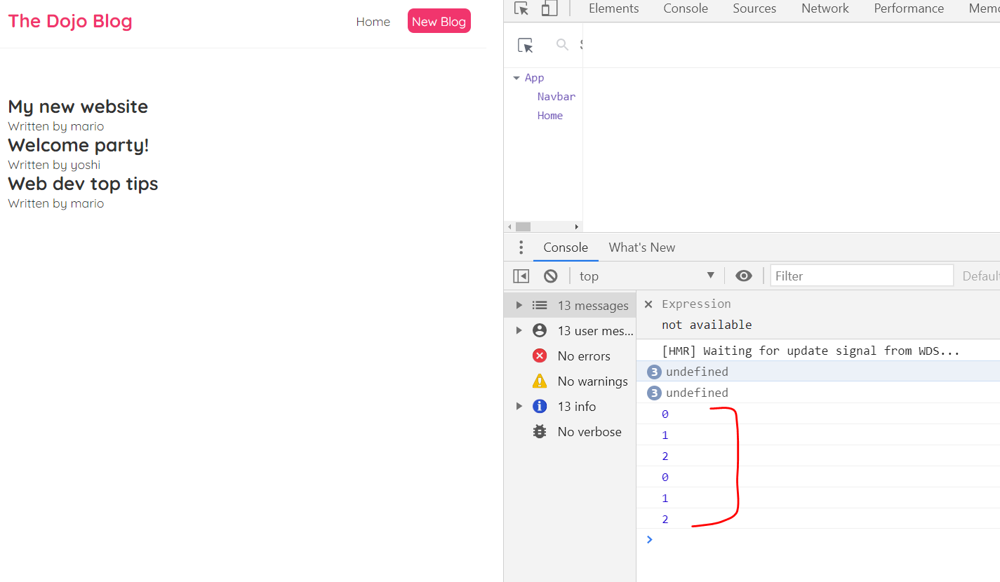 The Dojo Blog
Home
New Blog
My new website
Written by mario
Welcome party!
Written by yoshi
Web dev top tips
Written by mario
Elements Console Sources Network Performance Memo
App
Navbar
Home
Console What's New
top
Filter
Default
13 messages
13 user mes...
No errors
No warnings
13 info
No verbose
Expression
not available
[HMR] Waiting for update signal from WDS...
3 undefined
3 undefined
0
1
2
0
1
2